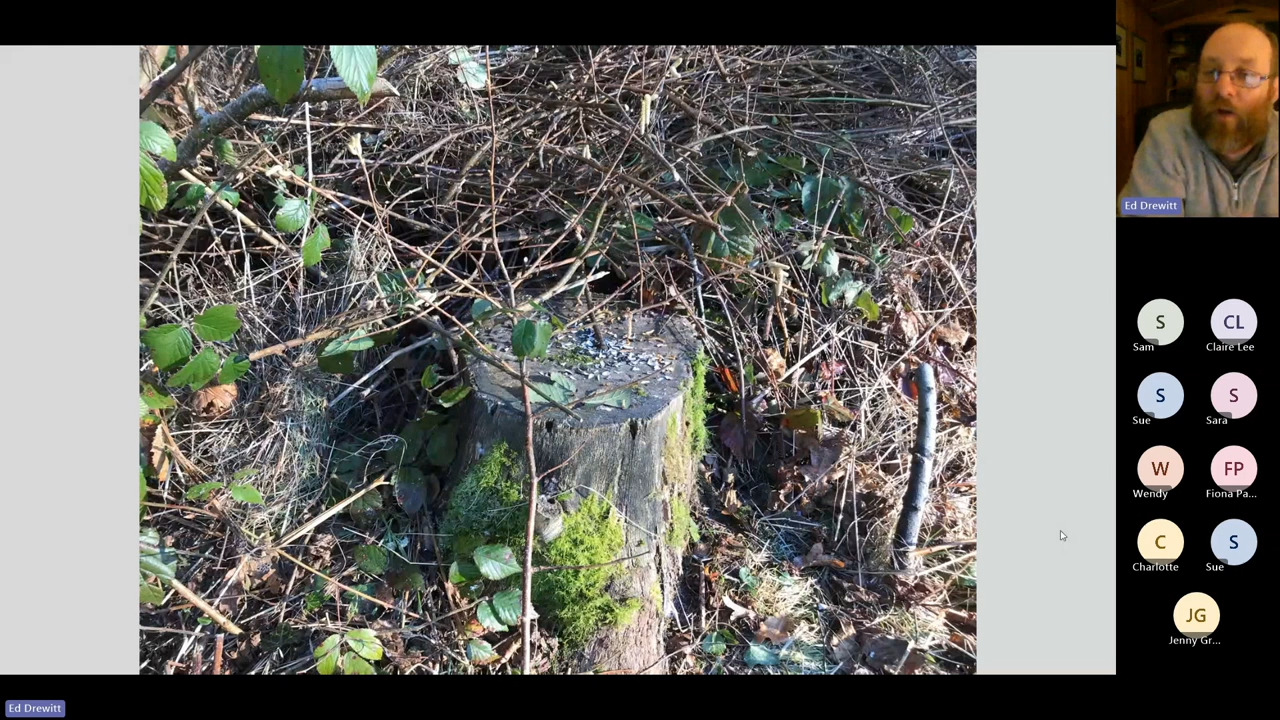 Ed Drewitt
S
CL
Sam
Claire Lee
S
S
Sue
Sara
W
FP
Wendy
Fiona Pa...
C
S
Charlotte
Sue
JG
Jenny Gr...
Ed Drewitt